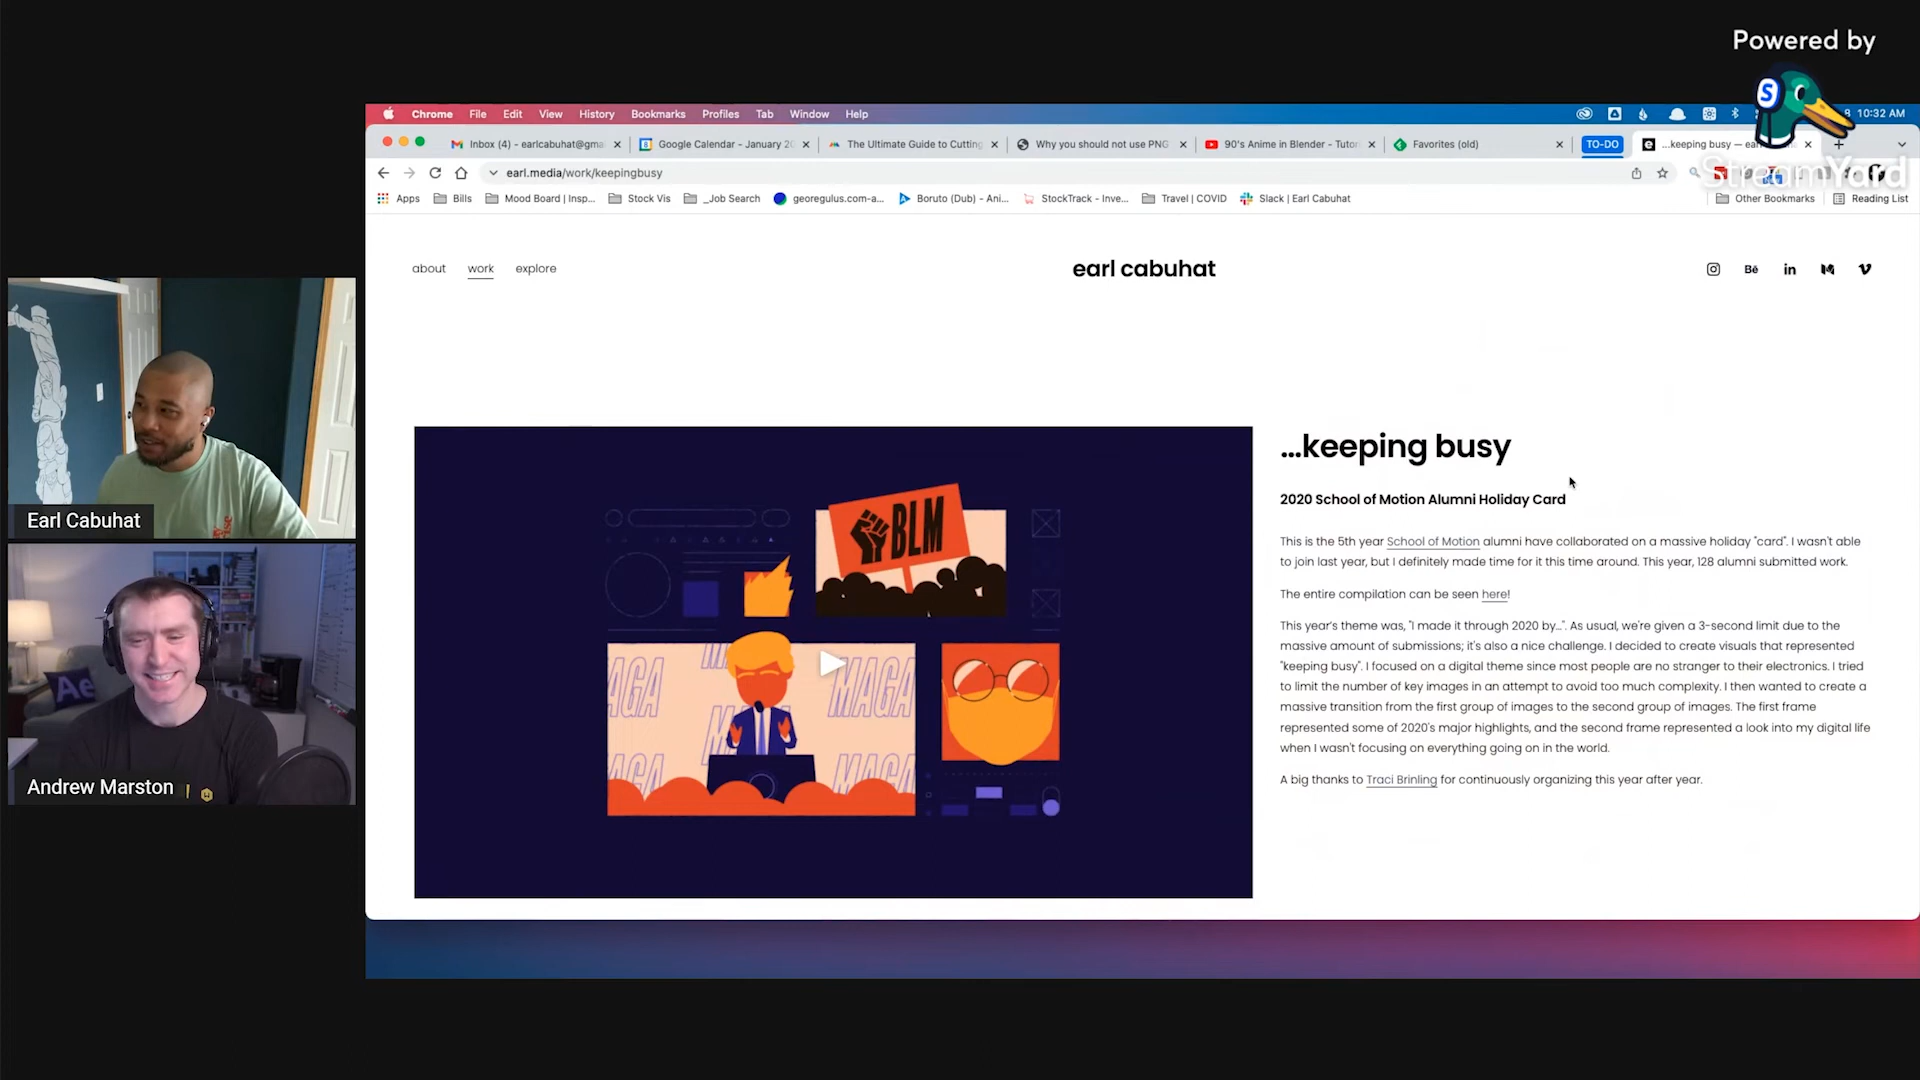 Powered by
StreamYard
Chrome File Edit View History Bookmarks Profiles Tab Window Help
10:32 AM
Inbox (4) - earlcabuhat@gma
Google Calendar - January 20
The Ultimate Guide to Cutting
Why you should not use PNG
90's Anime in Blender - Tutor
Favorites (old)
TO-DO
...keeping busy —
earl.media/work/keepingbusy
Apps
Bills
Mood Board | Insp...
Stock Vis
_Job Search
georegulus.com-a...
Boruto (Dub) - Ani...
StockTrack - Inve...
Travel | COVID
Slack | Earl Cabuhat
Other Bookmarks
Reading List
about work explore
earl cabuhat
Bē in
BLM
AGA MAGA
AGA
...keeping busy
2020 School of Motion Alumni Holiday Card
This is the 5th year School of Motion alumni have collaborated on a massive holiday "card". I wasn't able
to join last year, but I definitely made time for it this time around. This year, 128 alumni submitted work.
The entire compilation can be seen here!
This year's theme was, "I made it through 2020 by...". As usual, we're given a 3-second limit due to the
massive amount of submissions; it's also a nice challenge. I decided to create visuals that represented
"keeping busy". I focused on a digital theme since most people are no stranger to their electronics. I tried
to limit the number of key images in an attempt to avoid too much complexity. I then wanted to create a
massive transition from the first group of images to the second group of images. The first frame
represented some of 2020's major highlights, and the second frame represented a look into my digital life
when I wasn't focusing on everything going on in the world.
A big thanks to Traci Brinling for continuously organizing this year after year.
Earl Cabuhat
Ae
Andrew Marston